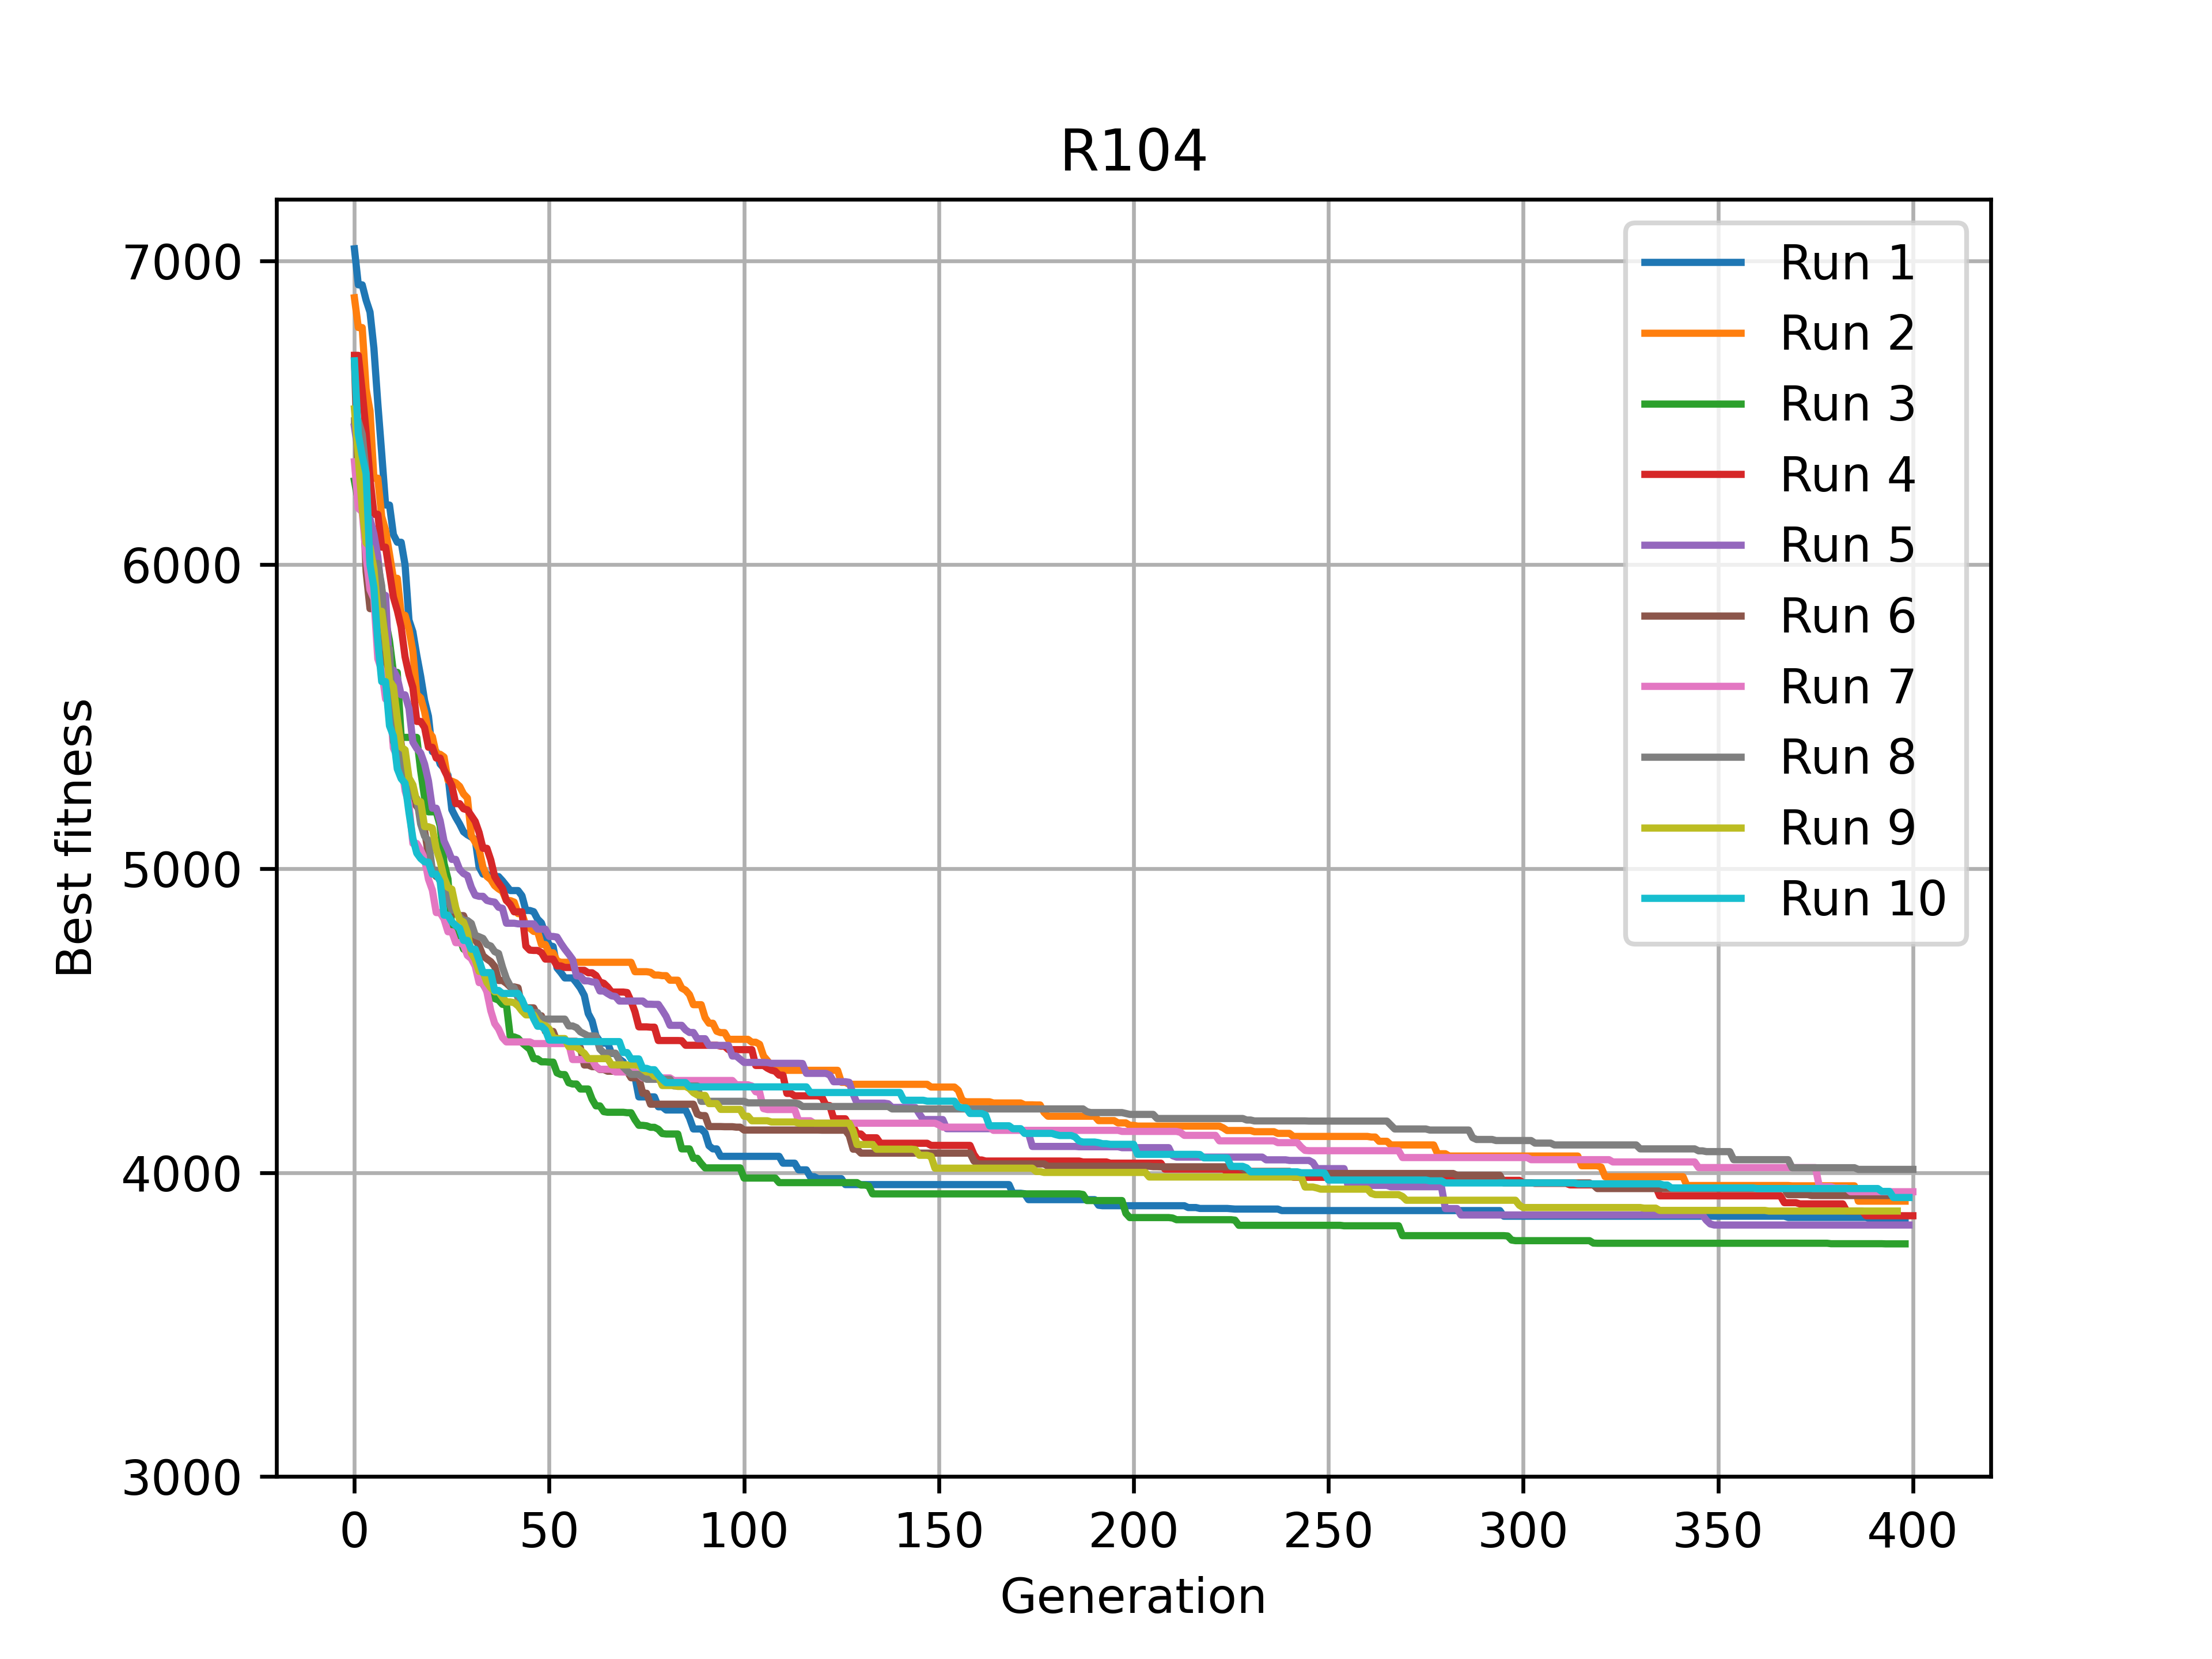 R104
Best fitness
7000
6000
5000
4000
3000
0 50 100 150 200 250 300 350 400
Generation
Run 1
Run 2
Run 3
Run 4
Run 5
Run 6
Run 7
Run 8
Run 9
Run 10